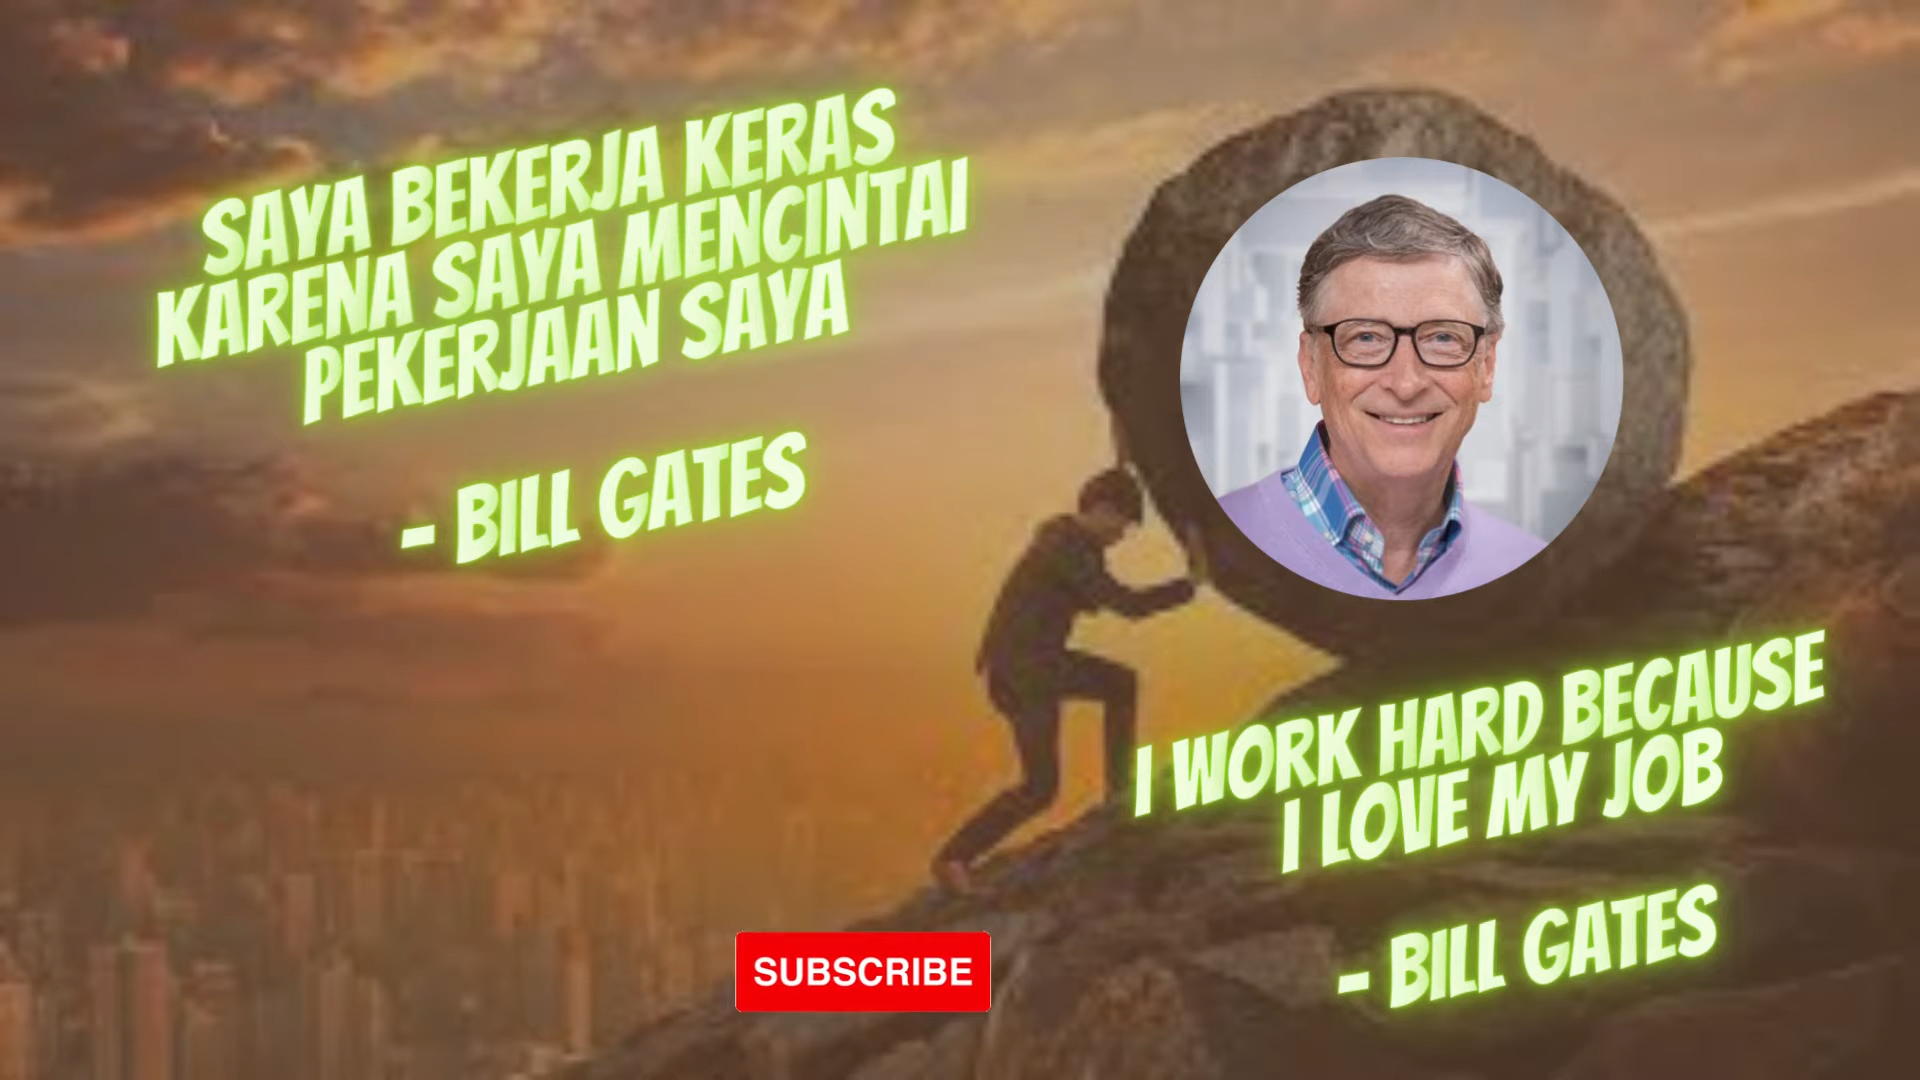 SAYA BEKERJA KERAS
KARENA SAYA MENCINTAI
PEKERJAAN SAYA
- BILL GATES
I WORK HARD BECAUSE
I LOVE MY JOB
- BILL GATES
SUBSCRIBE